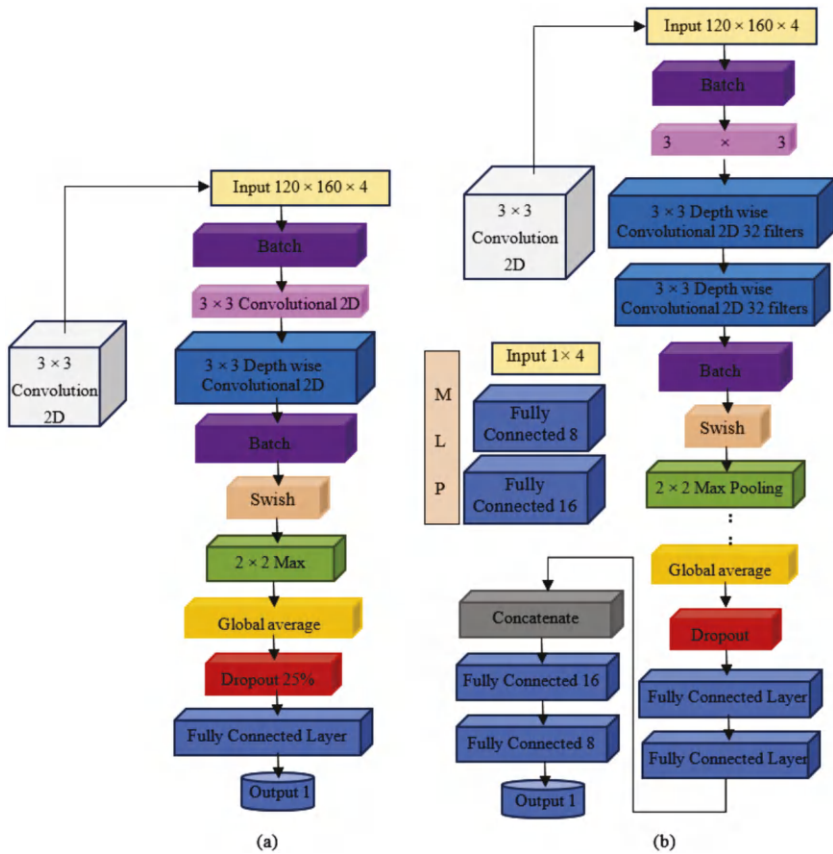 Input 120 × 160 × 4
Batch
3 × 3 Convolutional 2D
3 × 3 Depth wise
Convolutional 2D
Batch
Swish
2 × 2 Max
Global average
Dropout 25%
Fully Connected Layer
Output 1
3 × 3
Convolution
2D
(a)
Input 120 × 160 × 4
Batch
3 × 3
3 × 3 Depth wise
Convolutional 2D 32 filters
3 × 3 Depth wise
Convolutional 2D 32 filters
Batch
Swish
2 × 2 Max Pooling
Global average
Dropout
Fully Connected Layer
Fully Connected Layer
3 × 3
Convolution
2D
M
L
P
Input 1 × 4
Fully
Connected 8
Fully
Connected 16
Concatenate
Fully Connected 16
Fully Connected 8
Output 1
(b)